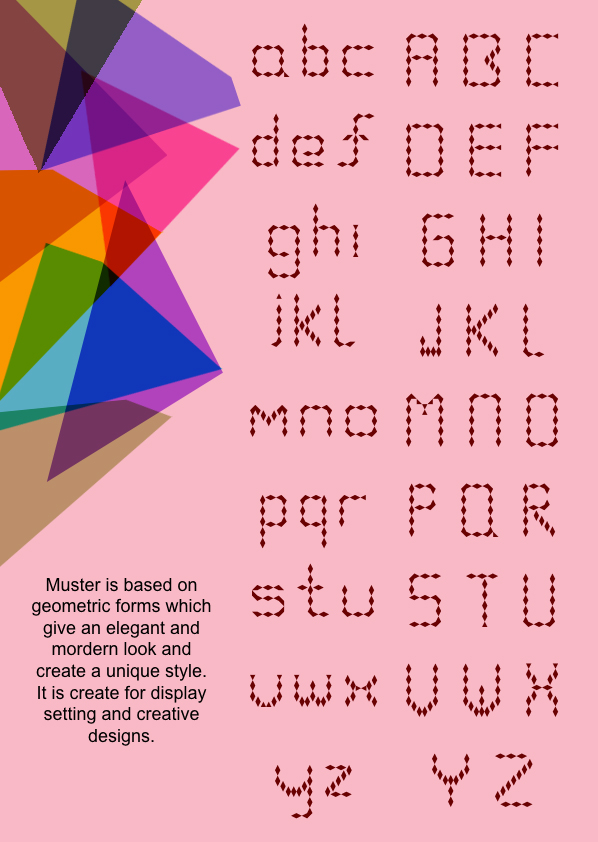 abc ABC
def DEF
ghi GHI
jkl JKL
mno MNO
pqr PQR
stu STU
vwx VWX
yz YZ
Muster is based on
geometric forms which
give an elegant and
mordern look and
create a unique style.
It is create for display
setting and creative
designs.